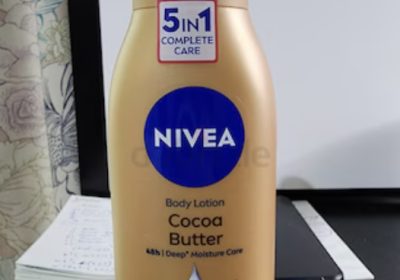 5 IN 1
COMPLETE
CARE
NIVEA
Body Lotion
Cocoa
Butter
48h | Deep+ Moisture Care